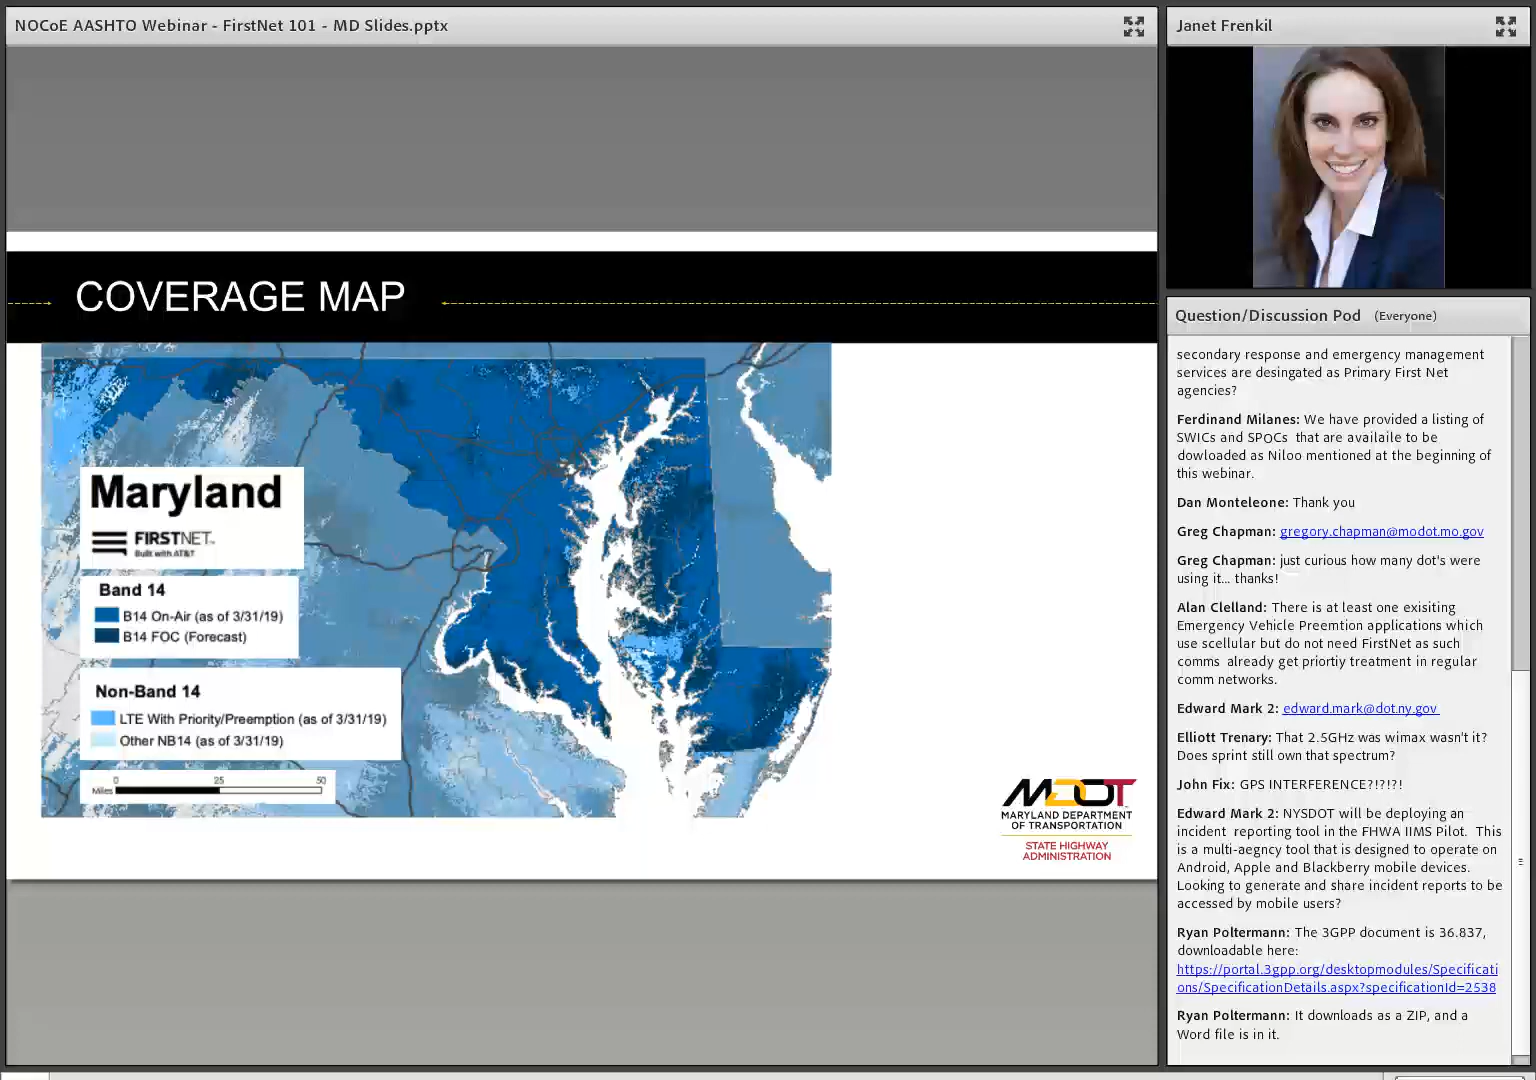 NOCoE AASHTO Webinar - FirstNet 101 - MD Slides.pptx
COVERAGE MAP
Maryland
FIRSTNET™
Built with AT&T
Band 14
B14 On-Air (as of 3/31/19)
B14 FOC (Forecast)
Non-Band 14
LTE With Priority/Preemption (as of 3/31/19)
Other NB14 (as of 3/31/19)
0 25 50
Miles
MDOT
MARYLAND DEPARTMENT
OF TRANSPORTATION
STATE HIGHWAY
ADMINISTRATION
Janet Frenkil
Question/Discussion Pod (Everyone)
secondary response and emergency management
services are desingated as Primary First Net
agencies?
Ferdinand Milanes: We have provided a listing of
SWICs and SPOCs that are availaile to be
dowloaded as Niloo mentioned at the beginning of
this webinar.
Dan Monteleone: Thank you
Greg Chapman: gregory.chapman@modot.mo.gov
Greg Chapman: just curious how many dot's were
using it... thanks!
Alan Clelland: There is at least one exisiting
Emergency Vehicle Preemtion applications which
use scellular but do not need FirstNet as such
comms already get priortiy treatment in regular
comm networks.
Edward Mark 2: edward.mark@dot.ny.gov
Elliott Trenary: That 2.5GHz was wimax wasn't it?
Does sprint still own that spectrum?
John Fix: GPS INTERFERENCE?!?!?!
Edward Mark 2: NYSDOT will be deploying an
incident reporting tool in the FHWA IIMS Pilot. This
is a multi-aegncy tool that is designed to operate on
Android, Apple and Blackberry mobile devices.
Looking to generate and share incident reports to be
accessed by mobile users?
Ryan Poltermann: The 3GPP document is 36.837,
downloadable here:
https://portal.3gpp.org/desktopmodules/Specificati
ons/SpecificationDetails.aspx?specificationId=2538
Ryan Poltermann: It downloads as a ZIP, and a
Word file is in it.